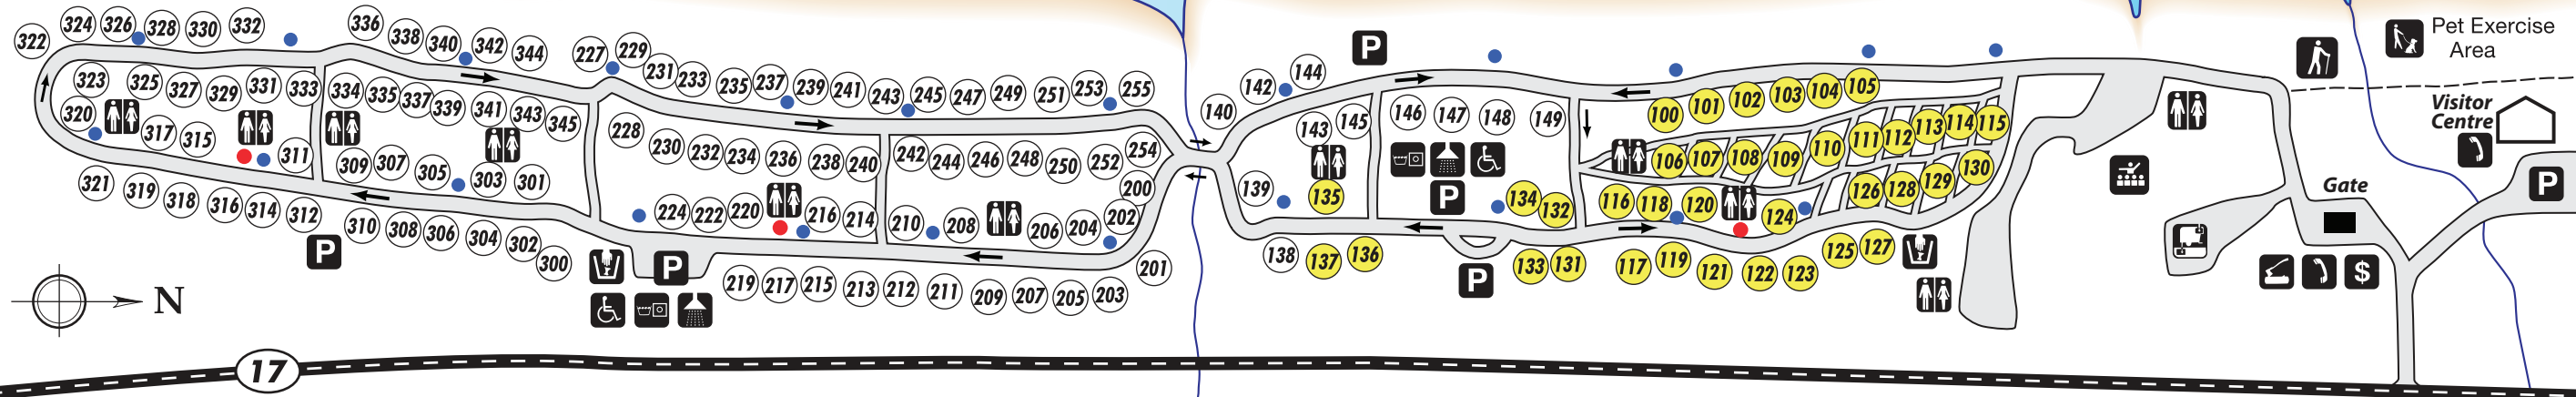 322 324 326 328 330 332 336 338 340 342 344 227 229 231 233 235 237 239 241 243 245 247 249 251 253 255
323 325 327 329 331 333 334 335 337 339 341 343 345
320 317 315 311 309 307 305 303 301
321 319 318 316 314 312 310 308 306 304 302 300
228 230 232 234 236 238 240 242 244 246 248 250 252 254
224 222 220 216 214 210 208 206 204 202 200
219 217 215 213 212 211 209 207 205 203 201
140 142 144 P
143 145 146 147 148 149
139 135 P 134 132
138 137 136 P 133 131
100 101 102 103 104 105
106 107 108 109 110 111 112 113 114 115
116 118 120 124 126 128 129 130
117 119 121 122 123 125 127
P P
Pet Exercise
Area
Visitor
Centre
P
Gate
$
N
17